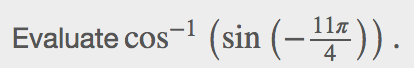 Evaluate cos⁻¹ (sin (−11π/4)).